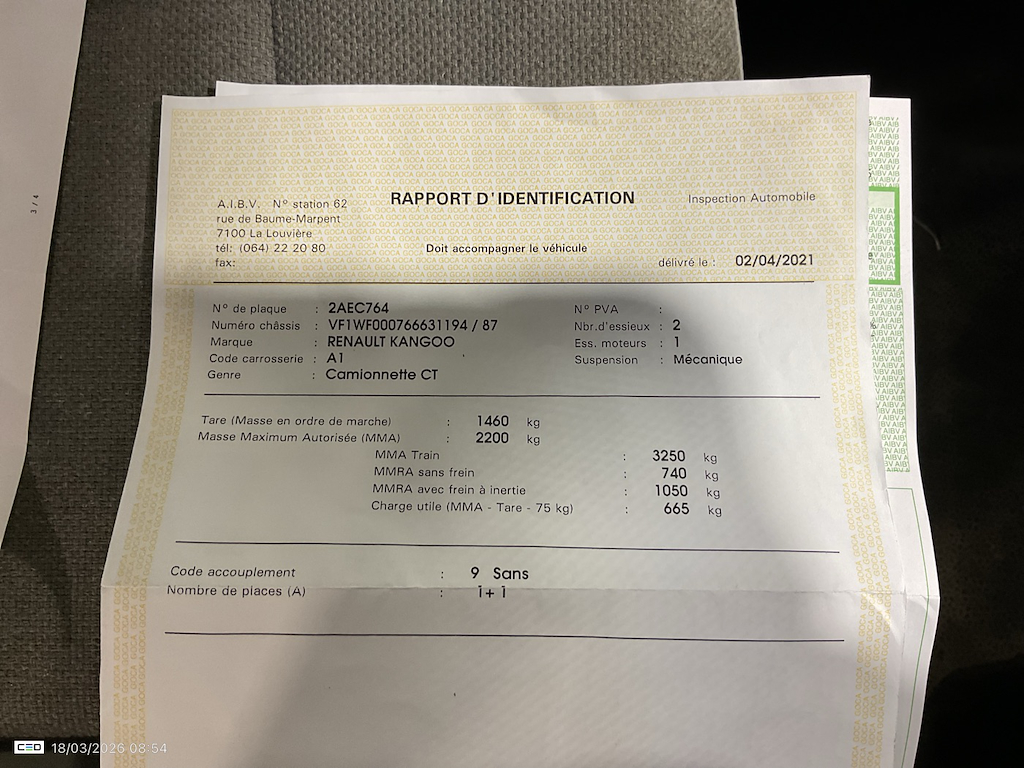 A.I.B.V. N° station 62
rue de Baume-Marpent
7100 La Louvière
tél: (064) 22 20 80
fax:
RAPPORT D'IDENTIFICATION
Doit accompagner le véhicule
Inspection Automobile
délivré le : 02/04/2021
N° de plaque : 2AEC764
Numéro châssis : VF1WF000766631194 / 87
Marque : RENAULT KANGOO
Code carrosserie : A1
Genre : Camionnette CT
N° PVA :
Nbr.d'essieux : 2
Ess. moteurs : 1
Suspension : Mécanique
Tare (Masse en ordre de marche) : 1460 kg
Masse Maximum Autorisée (MMA) : 2200 kg
MMA Train : 3250 kg
MMRA sans frein : 740 kg
MMRA avec frein à inertie : 1050 kg
Charge utile (MMA - Tare - 75 kg) : 665 kg
Code accouplement : 9 Sans
Nombre de places (A) : 1+ 1
3 / 4
CEO 18/03/2026 08:54